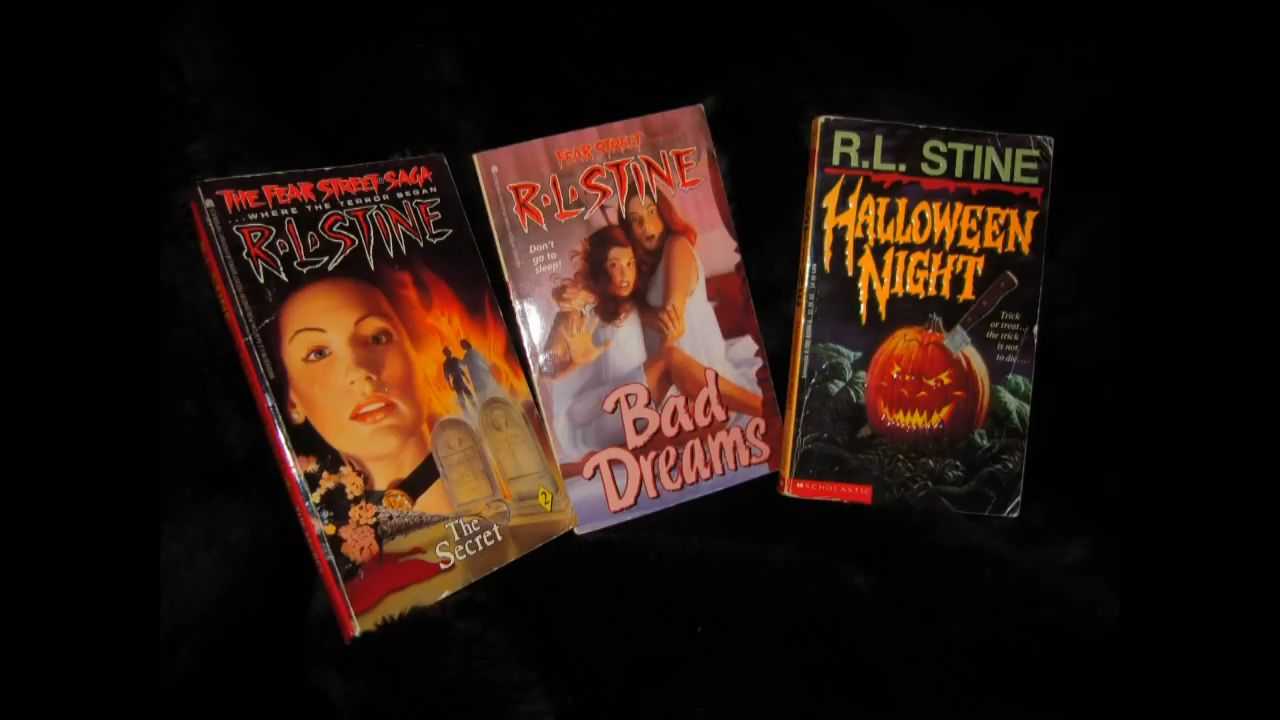 THE FEAR STREET SAGA
...WHERE THE TERROR BEGAN
R.L.STINE
The
Secret
2
FEAR STREET
R.L.STINE
Don't
go to
sleep!
Bad
Dreams
R.L. STINE
HALLOWEEN
NIGHT
Trick
or treat...
the trick
is not
to die....
SCHOLASTIC